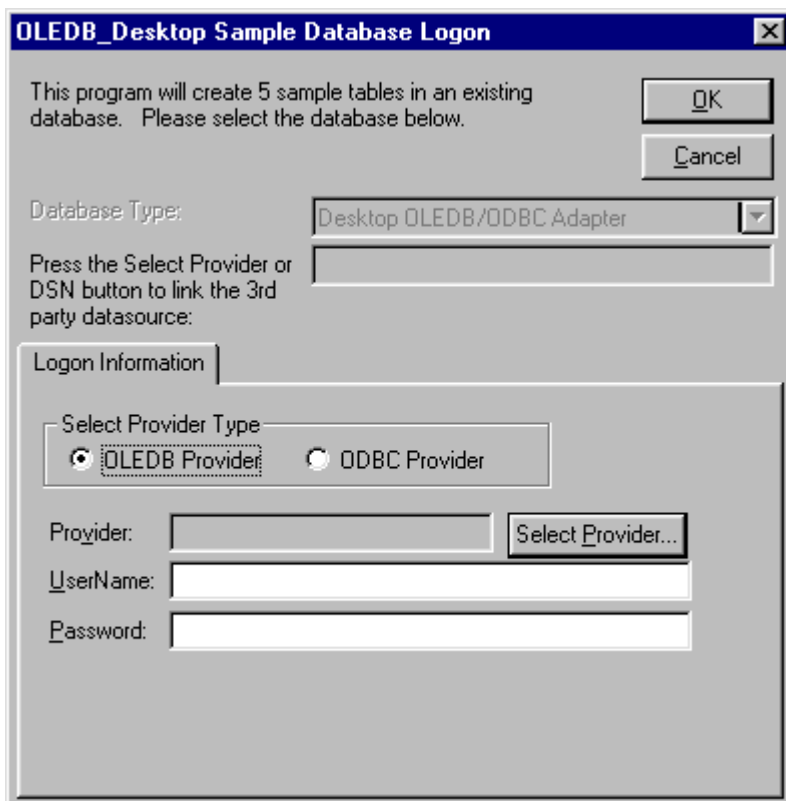 OLEDB_Desktop Sample Database Logon
This program will create 5 sample tables in an existing
database.   Please select the database below.
OK
Cancel
Database Type:
Desktop OLEDB/ODBC Adapter
Press the Select Provider or
DSN button to link the 3rd
party datasource:
Logon Information
Select Provider Type
OLEDB Provider
ODBC Provider
Provider:
Select Provider...
UserName:
Password: